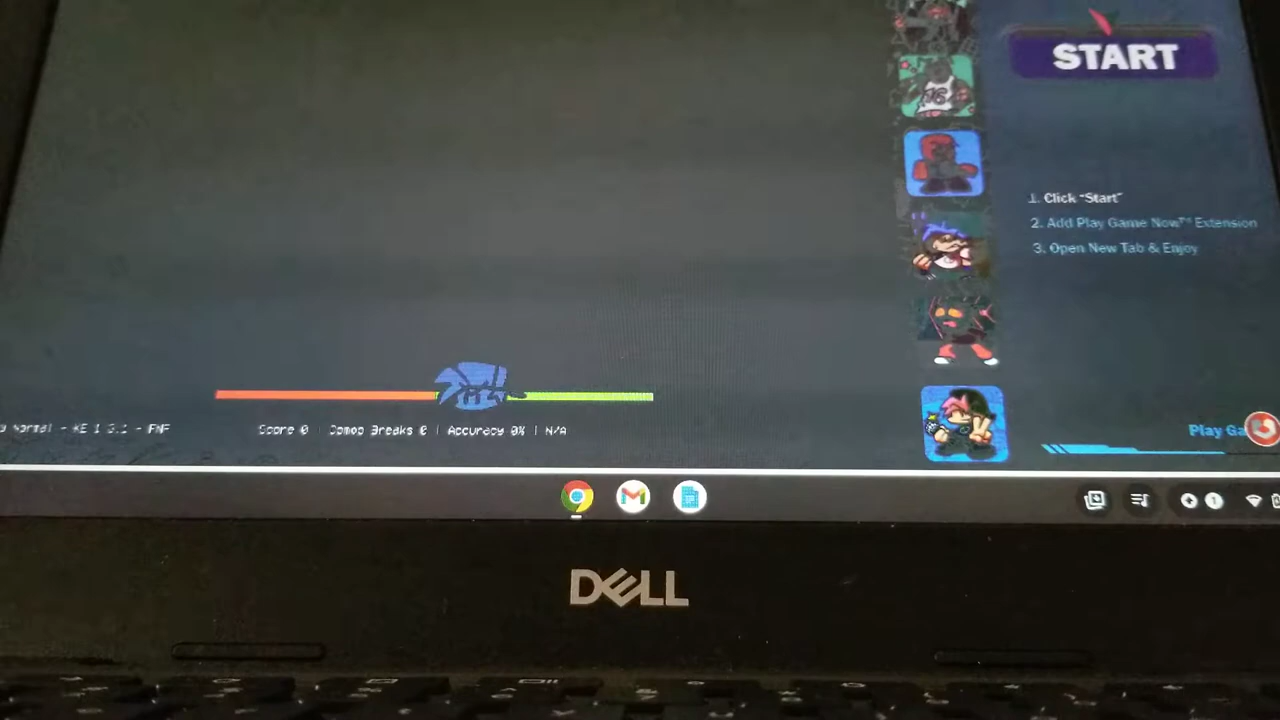 START
1. Click "Start"
2. Add Play Game Now™ Extension
3. Open New Tab & Enjoy
Normal - KE 1.3.1 - FNF
Score 0 | Combo Breaks 0 | Accuracy 0% | N/A
Play Ga
DELL